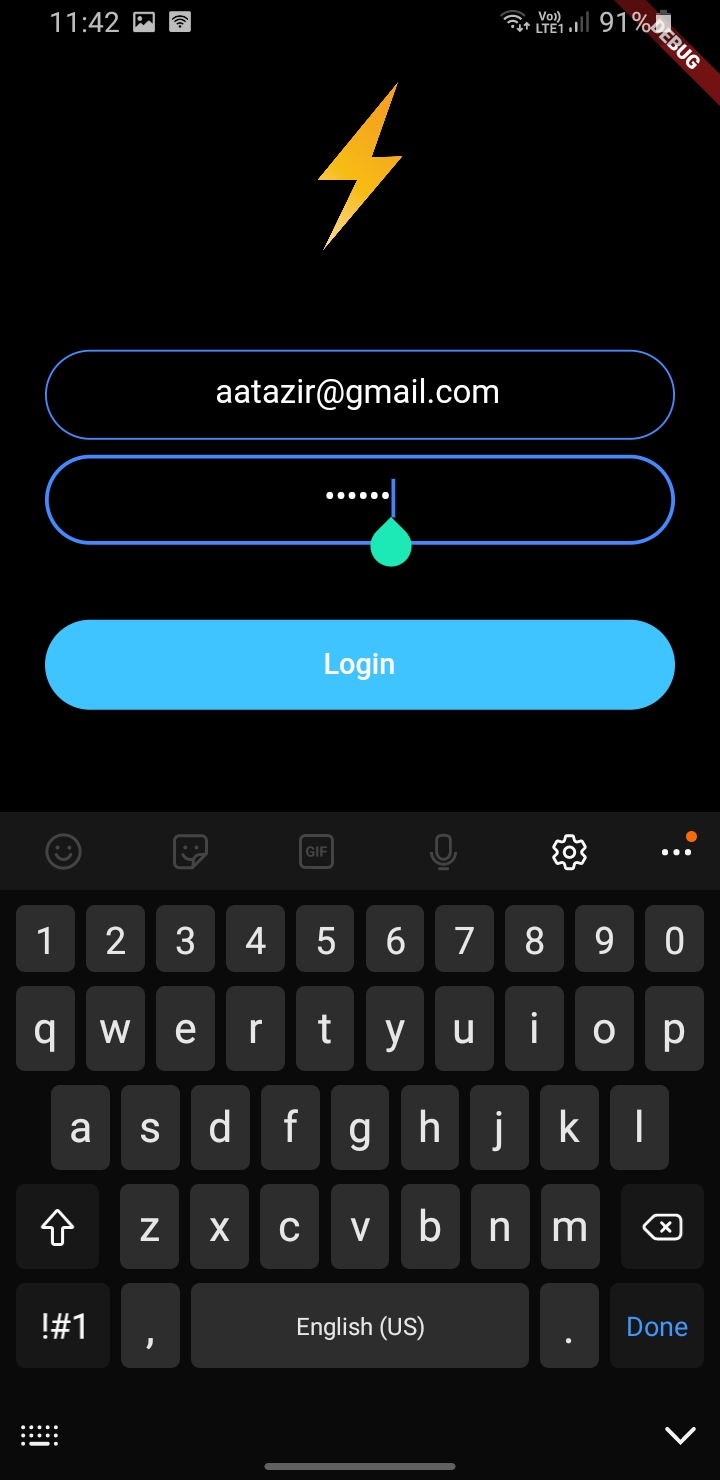 11:42
Vo)) LTE1 91%
DEBUG
aatazir@gmail.com
••••••
Login
GIF
1 2 3 4 5 6 7 8 9 0
q w e r t y u i o p
a s d f g h j k l
z x c v b n m
!#1 , English (US) . Done